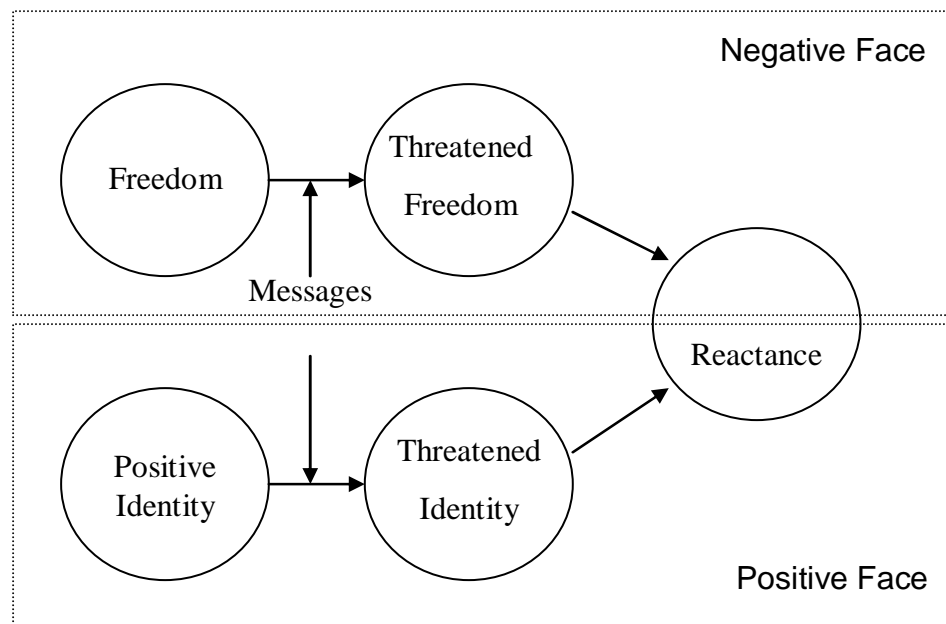 Negative Face
Freedom
Threatened
Freedom
Messages
Reactance
Positive
Identity
Threatened
Identity
Positive Face